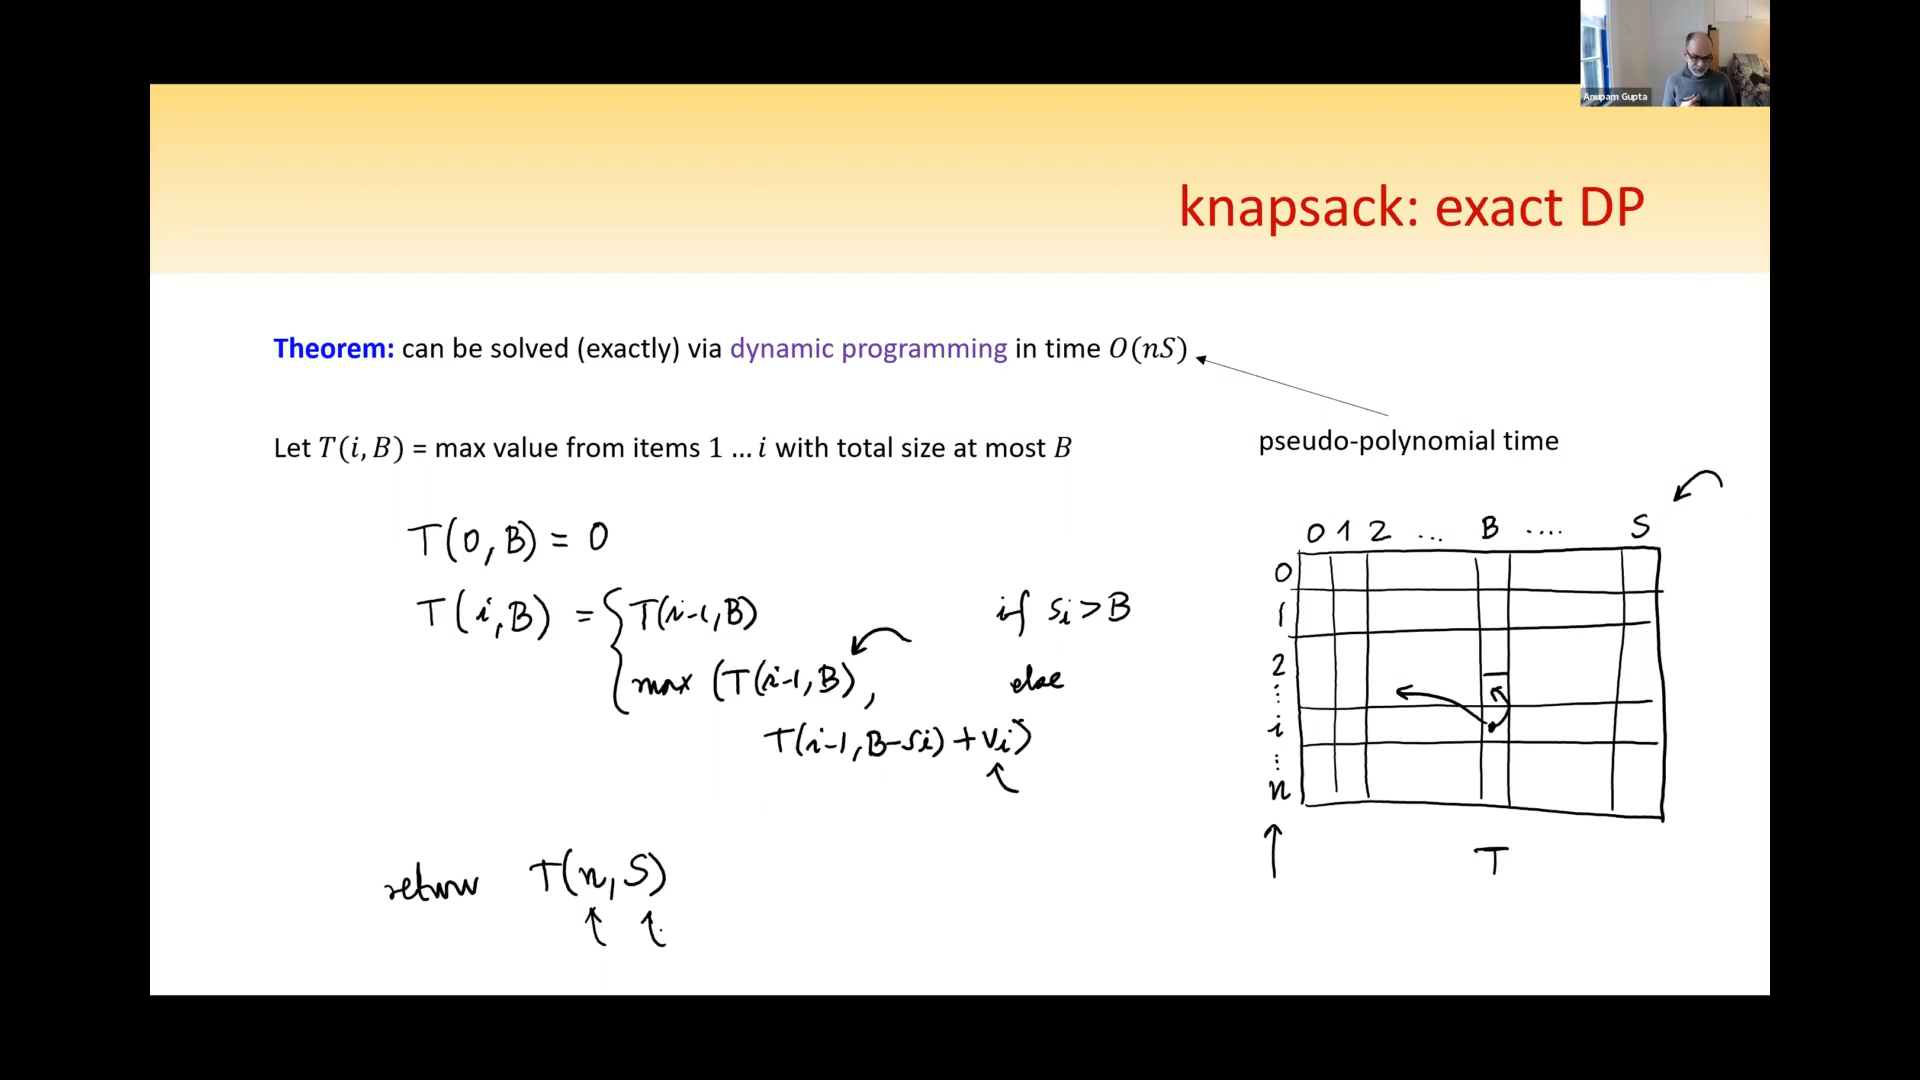 Anupam Gupta
knapsack: exact DP
Theorem: can be solved (exactly) via dynamic programming in time O(nS)
pseudo-polynomial time
Let T(i, B) = max value from items 1 ... i with total size at most B
T(0, B) = 0
T(i, B) = { T(i-1, B) if si > B
max (T(i-1, B), else
T(i-1, B-si) + vi)
return T(n, S)
0 1 2 ... B .... S
0
1
2
⋮
i
⋮
n
T